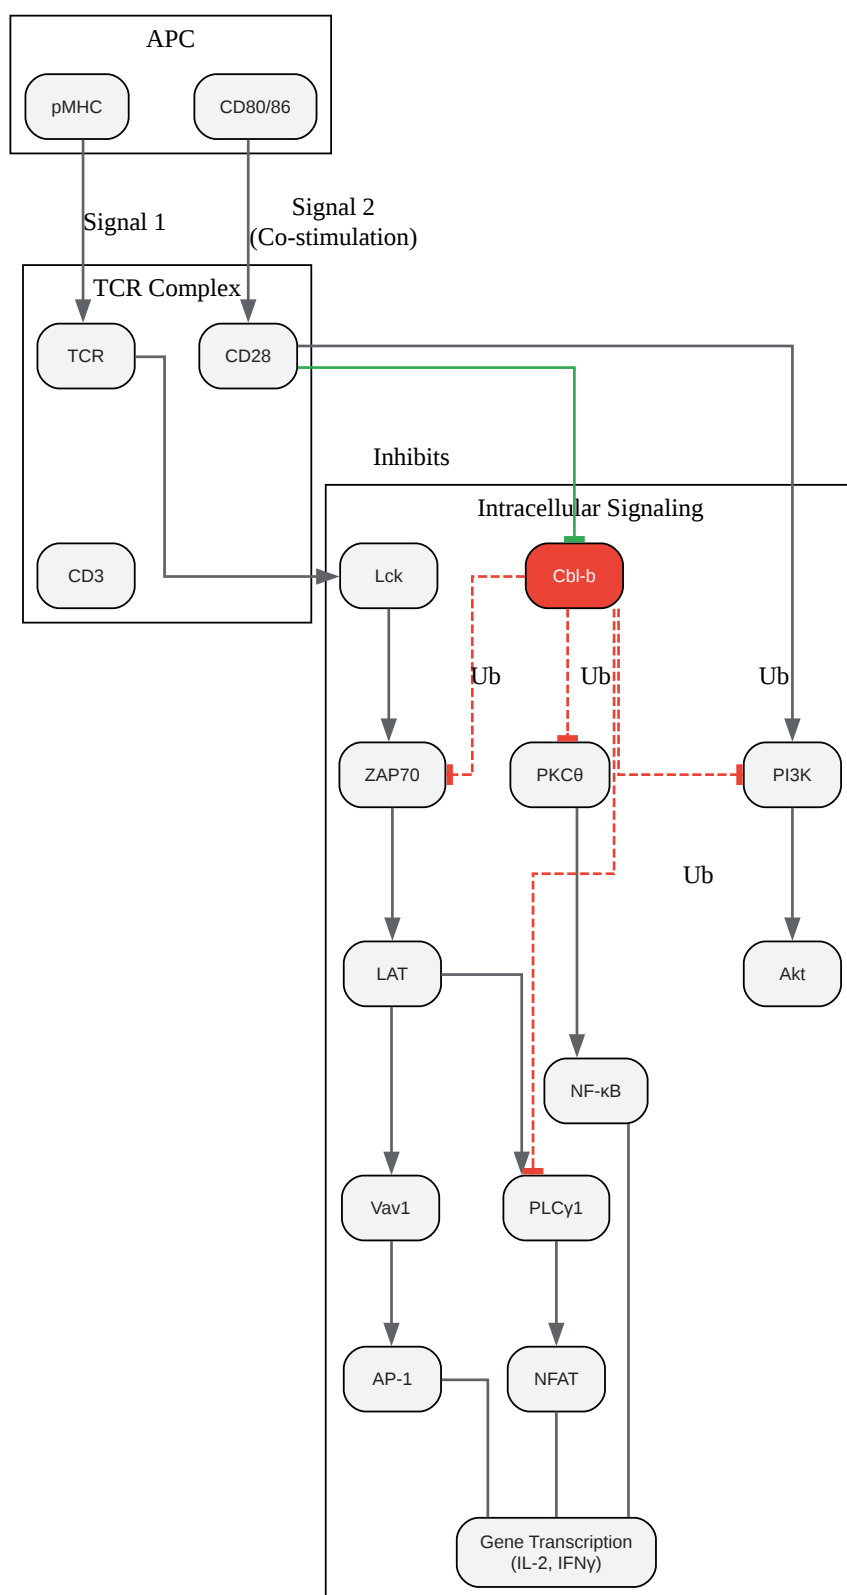 APC
pMHC
CD80/86
Signal 1
Signal 2
(Co-stimulation)
TCR Complex
TCR
CD28
Inhibits
Intracellular Signaling
CD3
Lck
Cbl-b
Ub
Ub
Ub
ZAP70
PKCθ
PI3K
Ub
LAT
Akt
NF-κB
Vav1
PLCγ1
AP-1
NFAT
Gene Transcription
(IL-2, IFNγ)